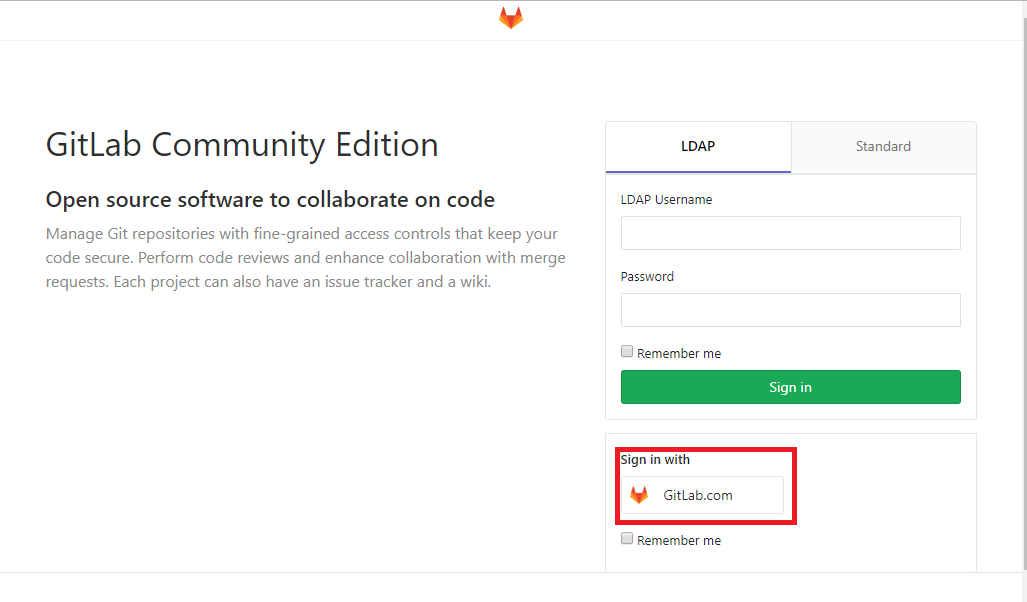 GitLab Community Edition
Open source software to collaborate on code
Manage Git repositories with fine-grained access controls that keep your
code secure. Perform code reviews and enhance collaboration with merge
requests. Each project can also have an issue tracker and a wiki.
LDAP
Standard
LDAP Username
Password
Remember me
Sign in
Sign in with
GitLab.com
Remember me